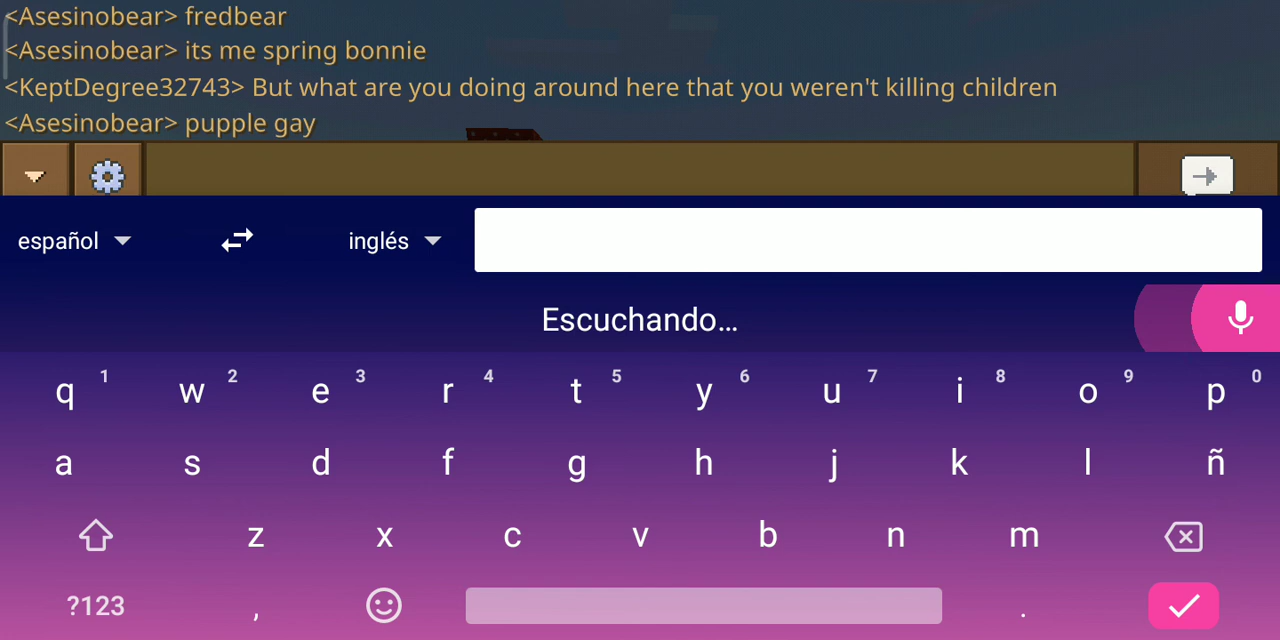 <Asesinobear> fredbear
<Asesinobear> its me spring bonnie
<KeptDegree32743> But what are you doing around here that you weren't killing children
<Asesinobear> pupple gay
español inglés
Escuchando...
q 1 w 2 e 3 r 4 t 5 y 6 u 7 i 8 o 9 p 0
a s d f g h j k l ñ
z x c v b n m
?123 , .